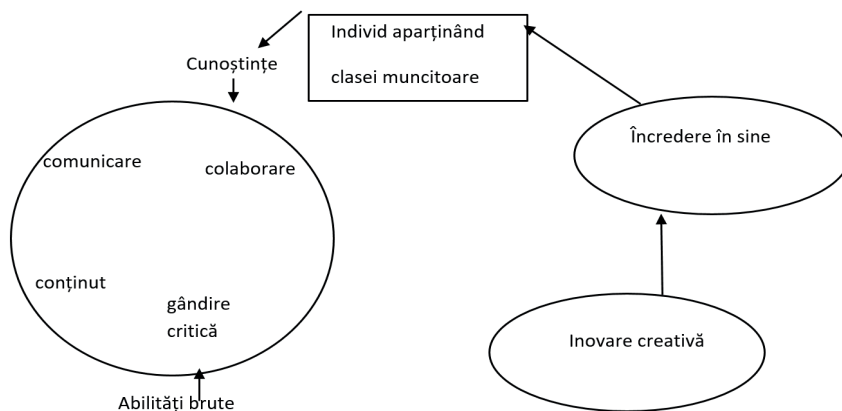 Individ aparținând
clasei muncitoare
Cunoștințe
Încredere în sine
comunicare
colaborare
conținut
gândire
critică
Inovare creativă
Abilități brute